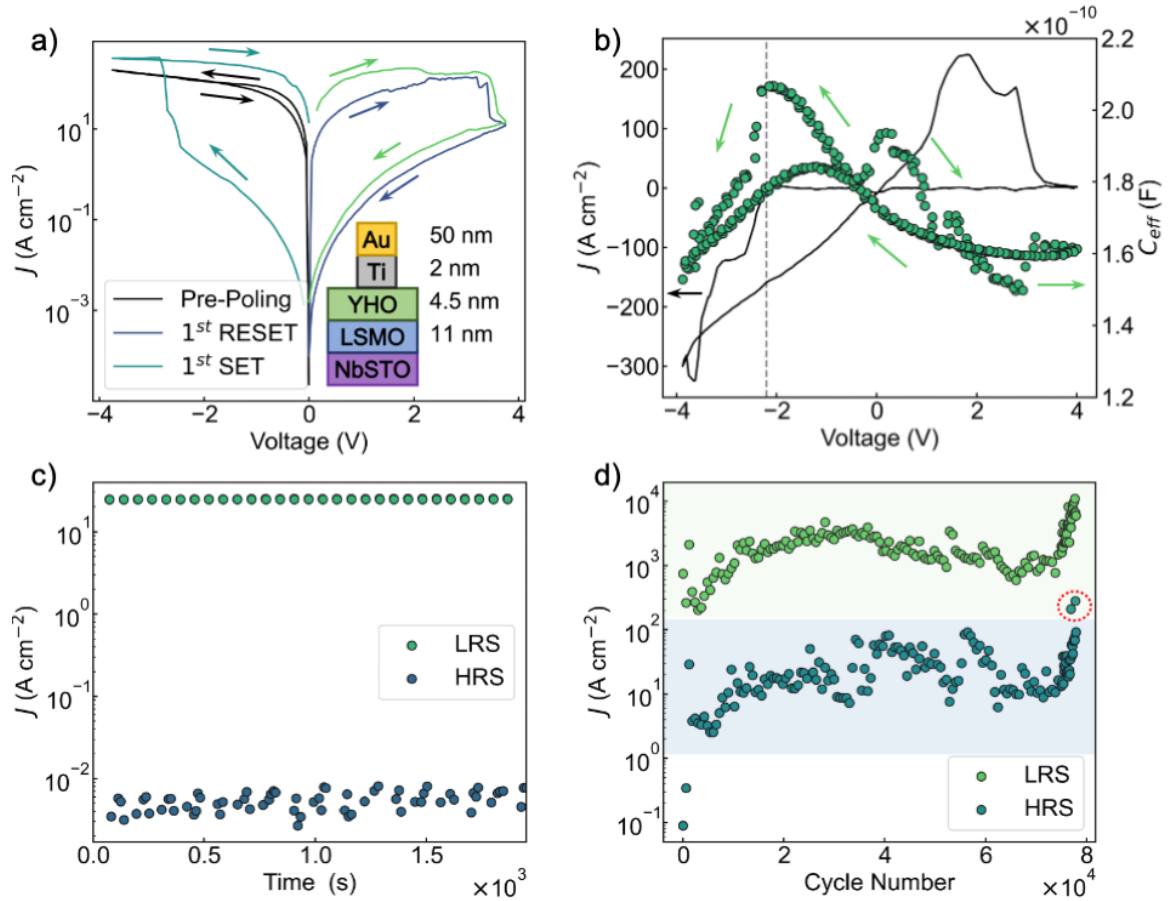 a)
J (A cm⁻²)
10¹
10⁻¹
10⁻³
Pre-Poling
1ˢᵗ RESET
1ˢᵗ SET
Au 50 nm
Ti 2 nm
YHO 4.5 nm
LSMO 11 nm
NbSTO
−4 −2 0 2 4
Voltage (V)
b)
×10⁻¹⁰
J (A cm⁻²)
200
100
0
−100
−200
−300
2.2
2.0
1.8
1.6
1.4
1.2
C_eff (F)
−4 −2 0 2 4
Voltage (V)
c)
J (A cm⁻²)
10¹
10⁰
10⁻¹
10⁻²
LRS
HRS
0.0 0.5 1.0 1.5
Time (s)
×10³
d)
J (A cm⁻²)
10⁴
10³
10²
10¹
10⁰
10⁻¹
LRS
HRS
0 20 40 60 80
Cycle Number
×10⁴